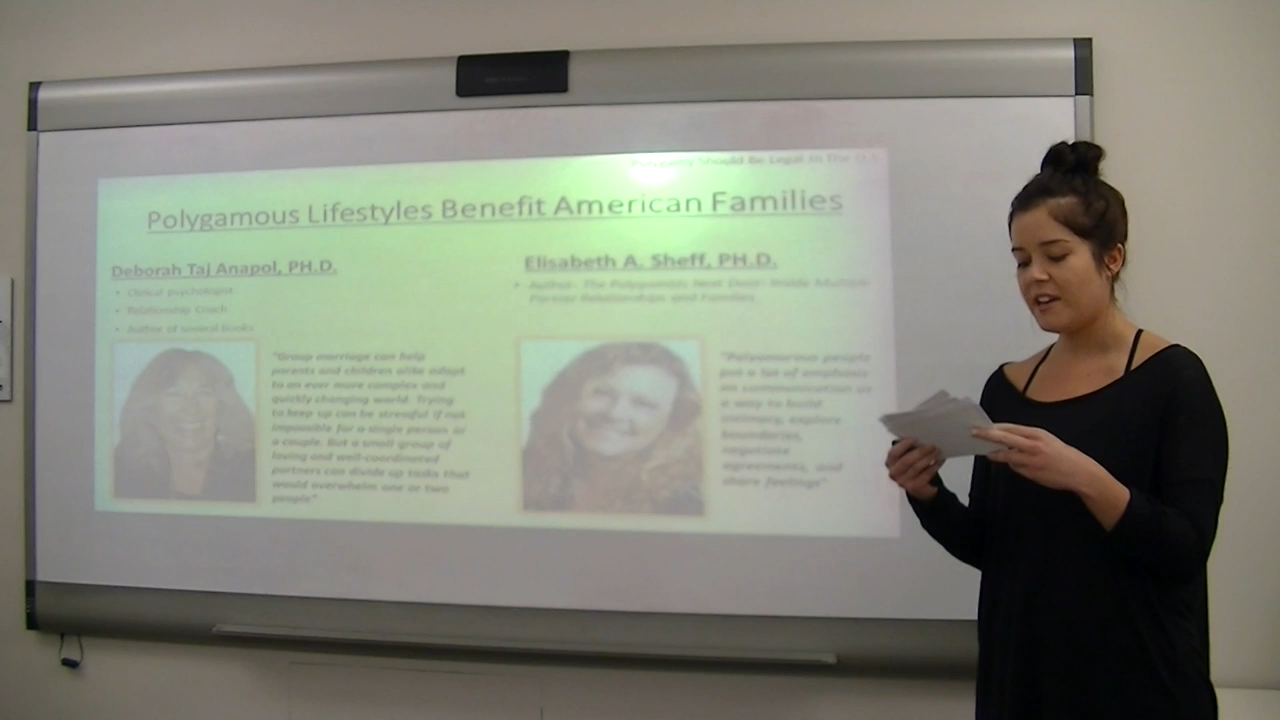 Polygamy Should Be Legal In The U.S
Polygamous Lifestyles Benefit American Families
Deborah Taj Anapol, PH.D.
• Clinical psychologist
• Relationship Coach
• Author of several books
"Group marriage can help
parents and children alike adapt
to an ever more complex and
quickly changing world. Trying
to keep up can be stressful if not
impossible for a single person or
a couple. But a small group of
loving and well-coordinated
partners can divide up tasks that
would overwhelm one or two
people"
Elisabeth A. Sheff, PH.D.
• Author- The Polyamorists Next Door: Inside Multiple-
Partner Relationships and Families
"Polyamorous people
put a lot of emphasis
on communication as
a way to build
intimacy, explore
boundaries,
negotiate
agreements, and
share feelings"